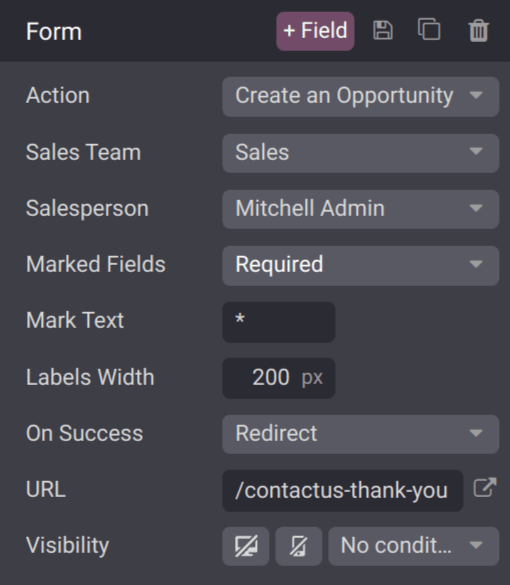 Form + Field
Action Create an Opportunity
Sales Team Sales
Salesperson Mitchell Admin
Marked Fields Required
Mark Text *
Labels Width 200 px
On Success Redirect
URL /contactus-thank-you
Visibility No condit...